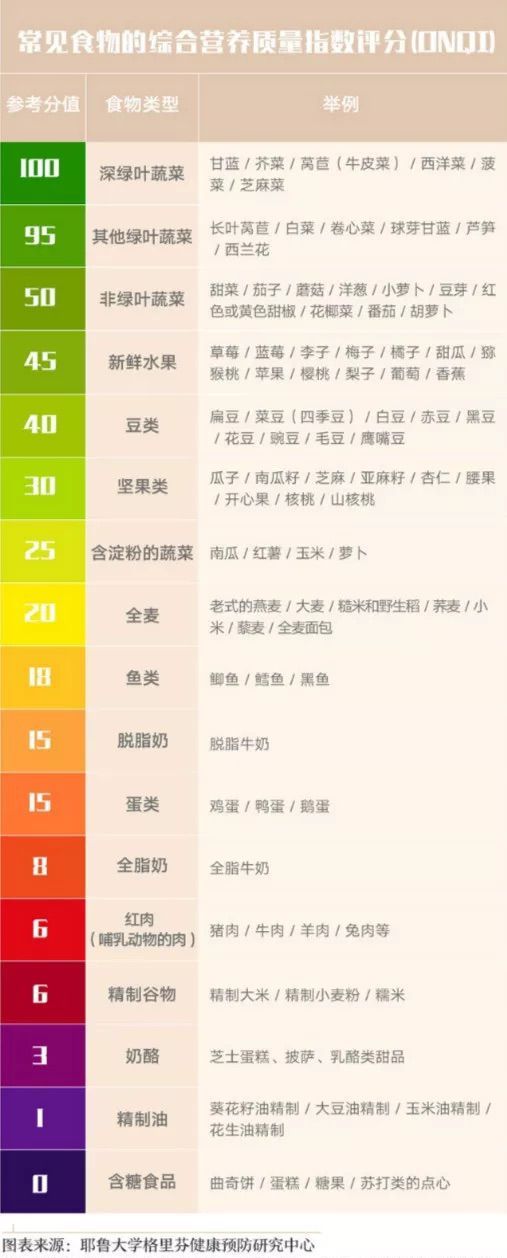 常见食物的综合营养质量指数评分(ONQI)
参考分值 食物类型 举例
100 深绿叶蔬菜 甘蓝 / 芥菜 / 莴苣（牛皮菜） / 西洋菜 / 菠
菜 / 芝麻菜
95 其他绿叶蔬菜 长叶莴苣 / 白菜 / 卷心菜 / 球芽甘蓝 / 芦笋
/ 西兰花
50 非绿叶蔬菜 甜菜 / 茄子 / 蘑菇 / 洋葱 / 小萝卜 / 豆芽 / 红
色或黄色甜椒 / 花椰菜 / 番茄 / 胡萝卜
45 新鲜水果 草莓 / 蓝莓 / 李子 / 梅子 / 橘子 / 甜瓜 / 猕
猴桃 / 苹果 / 樱桃 / 梨子 / 葡萄 / 香蕉
40 豆类 扁豆 / 菜豆（四季豆） / 白豆 / 赤豆 / 黑豆
/ 花豆 / 豌豆 / 毛豆 / 鹰嘴豆
30 坚果类 瓜子 / 南瓜籽 / 芝麻 / 亚麻籽 / 杏仁 / 腰果
/ 开心果 / 核桃 / 山核桃
25 含淀粉的蔬菜 南瓜 / 红薯 / 玉米 / 萝卜
20 全麦 老式的燕麦 / 大麦 / 糙米和野生稻 / 荞麦 / 小
米 / 藜麦 / 全麦面包
18 鱼类 鲫鱼 / 鳕鱼 / 黑鱼
15 脱脂奶 脱脂牛奶
15 蛋类 鸡蛋 / 鸭蛋 / 鹅蛋
8 全脂奶 全脂牛奶
6 红肉
（哺乳动物的肉） 猪肉 / 牛肉 / 羊肉 / 兔肉等
6 精制谷物 精制大米 / 精制小麦粉 / 糯米
3 奶酪 芝士蛋糕、披萨、乳酪类甜品
1 精制油 葵花籽油精制 / 大豆油精制 / 玉米油精制 /
花生油精制
0 含糖食品 曲奇饼 / 蛋糕 / 糖果 / 苏打类的点心
图表来源：耶鲁大学格里芬健康预防研究中心